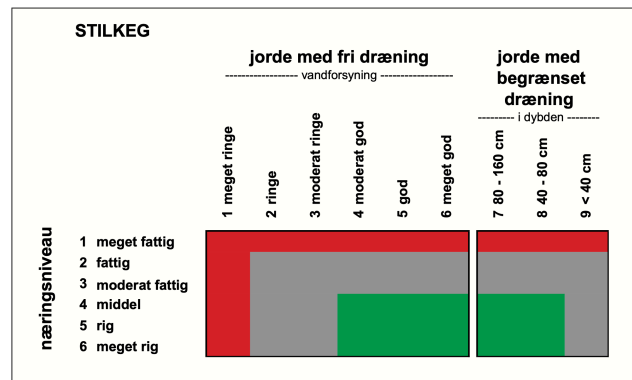 STILKEG
jorde med fri dræning
------------------ vandforsyning ------------------
jorde med
begrænset
dræning
--------- i dybden --------
1 meget ringe
2 ringe
3 moderat ringe
4 moderat god
5 god
6 meget god
7 80 - 160 cm
8 40 - 80 cm
9 < 40 cm
næringsniveau
1 meget fattig
2 fattig
3 moderat fattig
4 middel
5 rig
6 meget rig